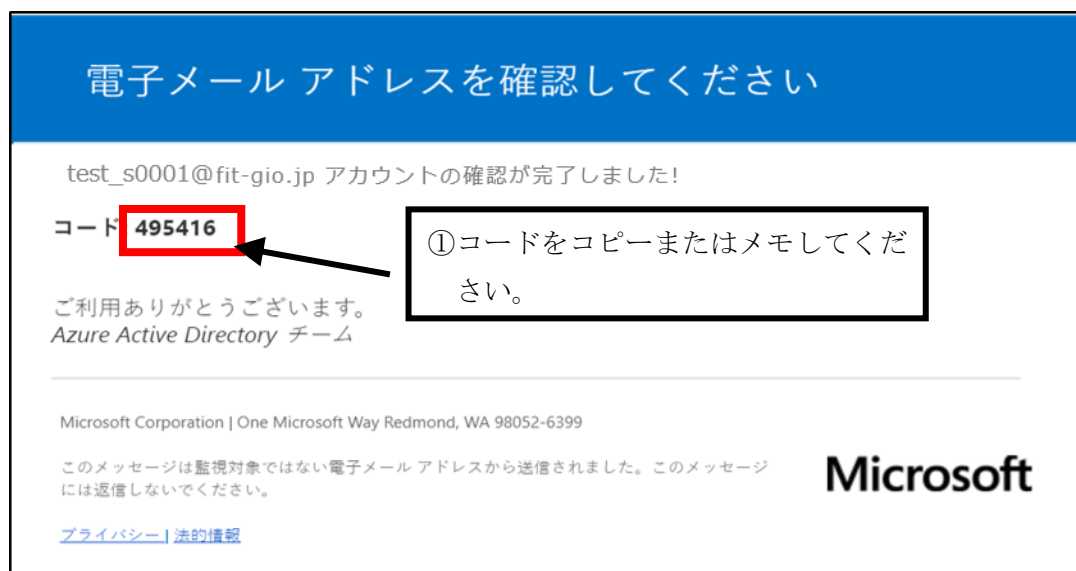 電子メール アドレスを確認してください
test_s0001@fit-gio.jp アカウントの確認が完了しました!
コード 495416
①コードをコピーまたはメモしてくだ
さい。
ご利用ありがとうございます。
Azure Active Directory チーム
Microsoft Corporation | One Microsoft Way Redmond, WA 98052-6399
このメッセージは監視対象ではない電子メール アドレスから送信されました。このメッセージ
には返信しないでください。
Microsoft
プライバシー | 法的情報